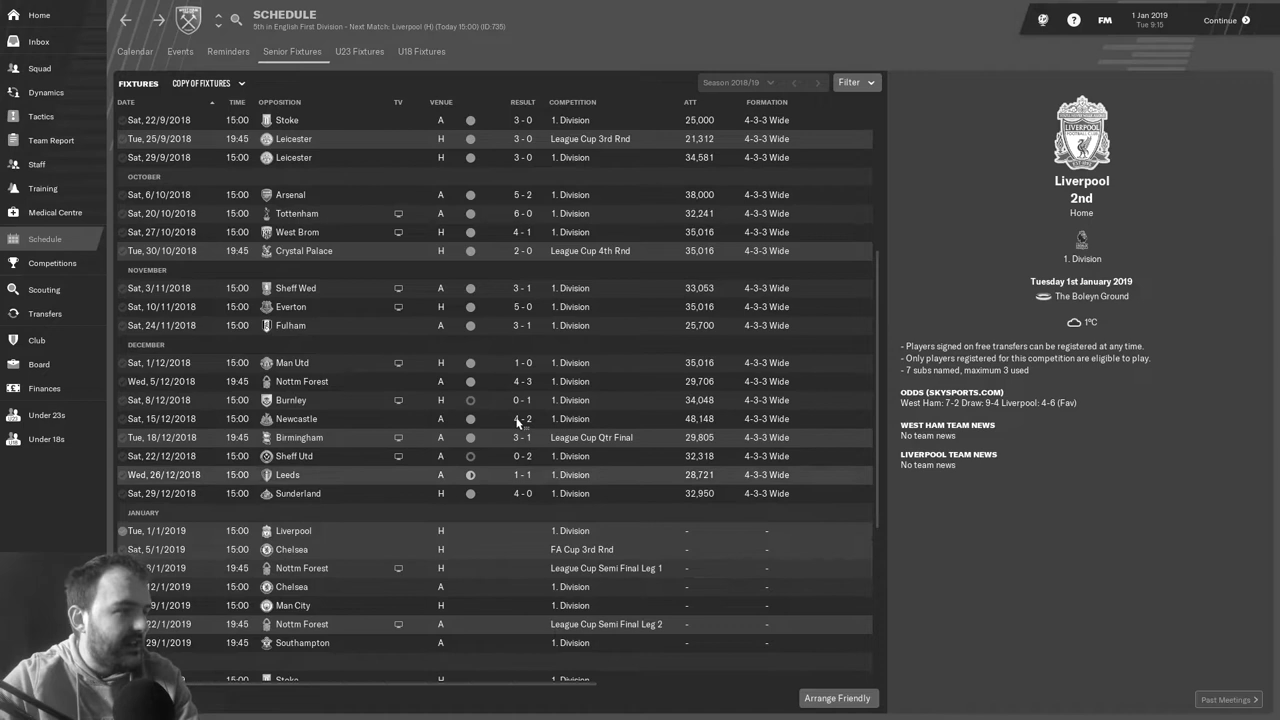 SCHEDULE
5th in English First Division - Next Match: Liverpool (H) (Today 15:00) (ID:735)
FM
1 Jan 2019
Tue 9:15
Continue
Home
Inbox
Squad
Dynamics
Tactics
Team Report
Staff
Training
Medical Centre
Schedule
Competitions
Scouting
Transfers
Club
Board
Finances
Under 23s
Under 18s
Calendar Events Reminders Senior Fixtures U23 Fixtures U18 Fixtures
FIXTURES COPY OF FIXTURES Season 2018/19 Filter
DATE TIME OPPOSITION TV VENUE RESULT COMPETITION ATT FORMATION
Sat, 22/9/2018 15:00 Stoke A 3 - 0 1. Division 25,000 4-3-3 Wide
Tue, 25/9/2018 19:45 Leicester H 3 - 0 League Cup 3rd Rnd 21,312 4-3-3 Wide
Sat, 29/9/2018 15:00 Leicester H 3 - 0 1. Division 34,581 4-3-3 Wide
OCTOBER
Sat, 6/10/2018 15:00 Arsenal A 5 - 2 1. Division 38,000 4-3-3 Wide
Sat, 20/10/2018 15:00 Tottenham A 6 - 0 1. Division 32,241 4-3-3 Wide
Sat, 27/10/2018 15:00 West Brom H 4 - 1 1. Division 35,016 4-3-3 Wide
Tue, 30/10/2018 19:45 Crystal Palace H 2 - 0 League Cup 4th Rnd 35,016 4-3-3 Wide
NOVEMBER
Sat, 3/11/2018 15:00 Sheff Wed A 3 - 1 1. Division 33,053 4-3-3 Wide
Sat, 10/11/2018 15:00 Everton H 5 - 0 1. Division 35,016 4-3-3 Wide
Sat, 24/11/2018 15:00 Fulham A 3 - 1 1. Division 25,700 4-3-3 Wide
DECEMBER
Sat, 1/12/2018 15:00 Man Utd H 1 - 0 1. Division 35,016 4-3-3 Wide
Wed, 5/12/2018 19:45 Nottm Forest A 4 - 3 1. Division 29,706 4-3-3 Wide
Sat, 8/12/2018 15:00 Burnley H 0 - 1 1. Division 34,048 4-3-3 Wide
Sat, 15/12/2018 15:00 Newcastle A 4 - 2 1. Division 48,148 4-3-3 Wide
Tue, 18/12/2018 19:45 Birmingham A 3 - 1 League Cup Qtr Final 29,805 4-3-3 Wide
Sat, 22/12/2018 15:00 Sheff Utd A 0 - 2 1. Division 32,318 4-3-3 Wide
Wed, 26/12/2018 15:00 Leeds A 1 - 1 1. Division 28,721 4-3-3 Wide
Sat, 29/12/2018 15:00 Sunderland H 4 - 0 1. Division 32,950 4-3-3 Wide
JANUARY
Tue, 1/1/2019 15:00 Liverpool H 1. Division - -
Sat, 5/1/2019 15:00 Chelsea H FA Cup 3rd Rnd - -
/1/2019 19:45 Nottm Forest H League Cup Semi Final Leg 1 - -
/1/2019 15:00 Chelsea A 1. Division - -
/1/2019 15:00 Man City H 1. Division - -
22/1/2019 19:45 Nottm Forest A League Cup Semi Final Leg 2 - -
29/1/2019 19:45 Southampton A 1. Division - -
15:00 Stoke H 1. Division
Arrange Friendly
LIVERPOOL
FOOTBALL CLUB
Liverpool
2nd
Home
1. Division
Tuesday 1st January 2019
The Boleyn Ground
1°C
- Players signed on free transfers can be registered at any time.
- Only players registered for this competition are eligible to play.
- 7 subs named, maximum 3 used
ODDS (SKYSPORTS.COM)
West Ham: 7-2 Draw: 9-4 Liverpool: 4-6 (Fav)
WEST HAM TEAM NEWS
No team news
LIVERPOOL TEAM NEWS
No team news
Past Meetings